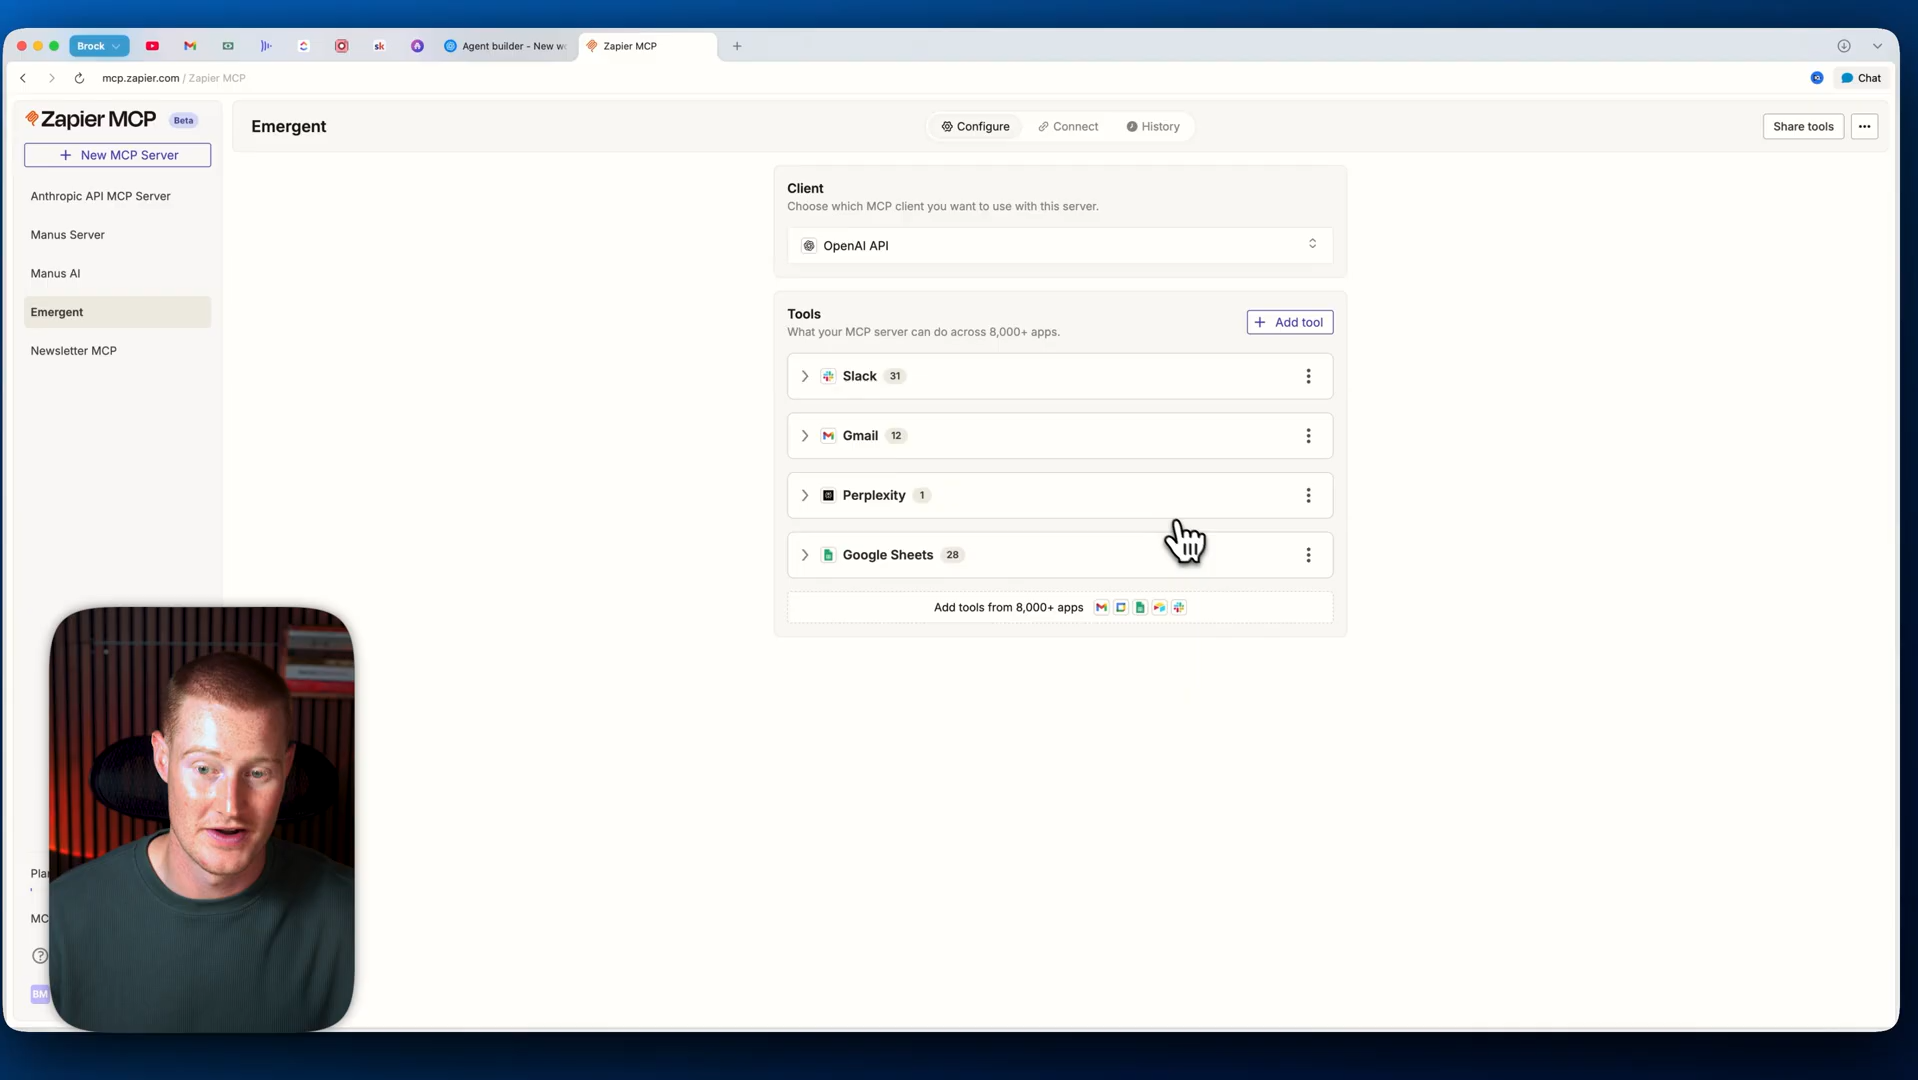 Brock
sk
Agent builder - New wo
Zapier MCP
mcp.zapier.com / Zapier MCP
Chat
Zapier MCP
Beta
+ New MCP Server
Anthropic API MCP Server
Manus Server
Manus AI
Emergent
Newsletter MCP
Plan
MC
?
BM
Emergent
Configure
Connect
History
Share tools
Client
Choose which MCP client you want to use with this server.
OpenAI API
Tools
What your MCP server can do across 8,000+ apps.
+ Add tool
Slack 31
Gmail 12
Perplexity 1
Google Sheets 28
Add tools from 8,000+ apps